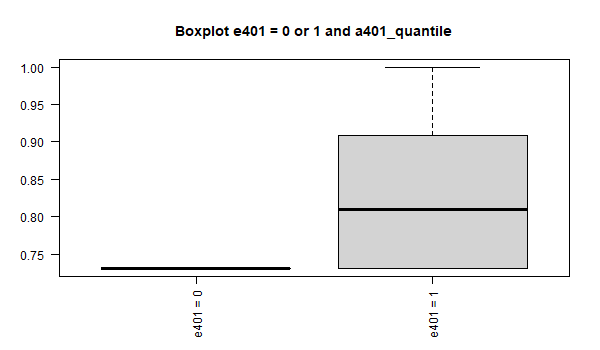 Boxplot e401 = 0 or 1 and a401_quantile
1.00
0.95
0.90
0.85
0.80
0.75
e401 = 0
e401 = 1